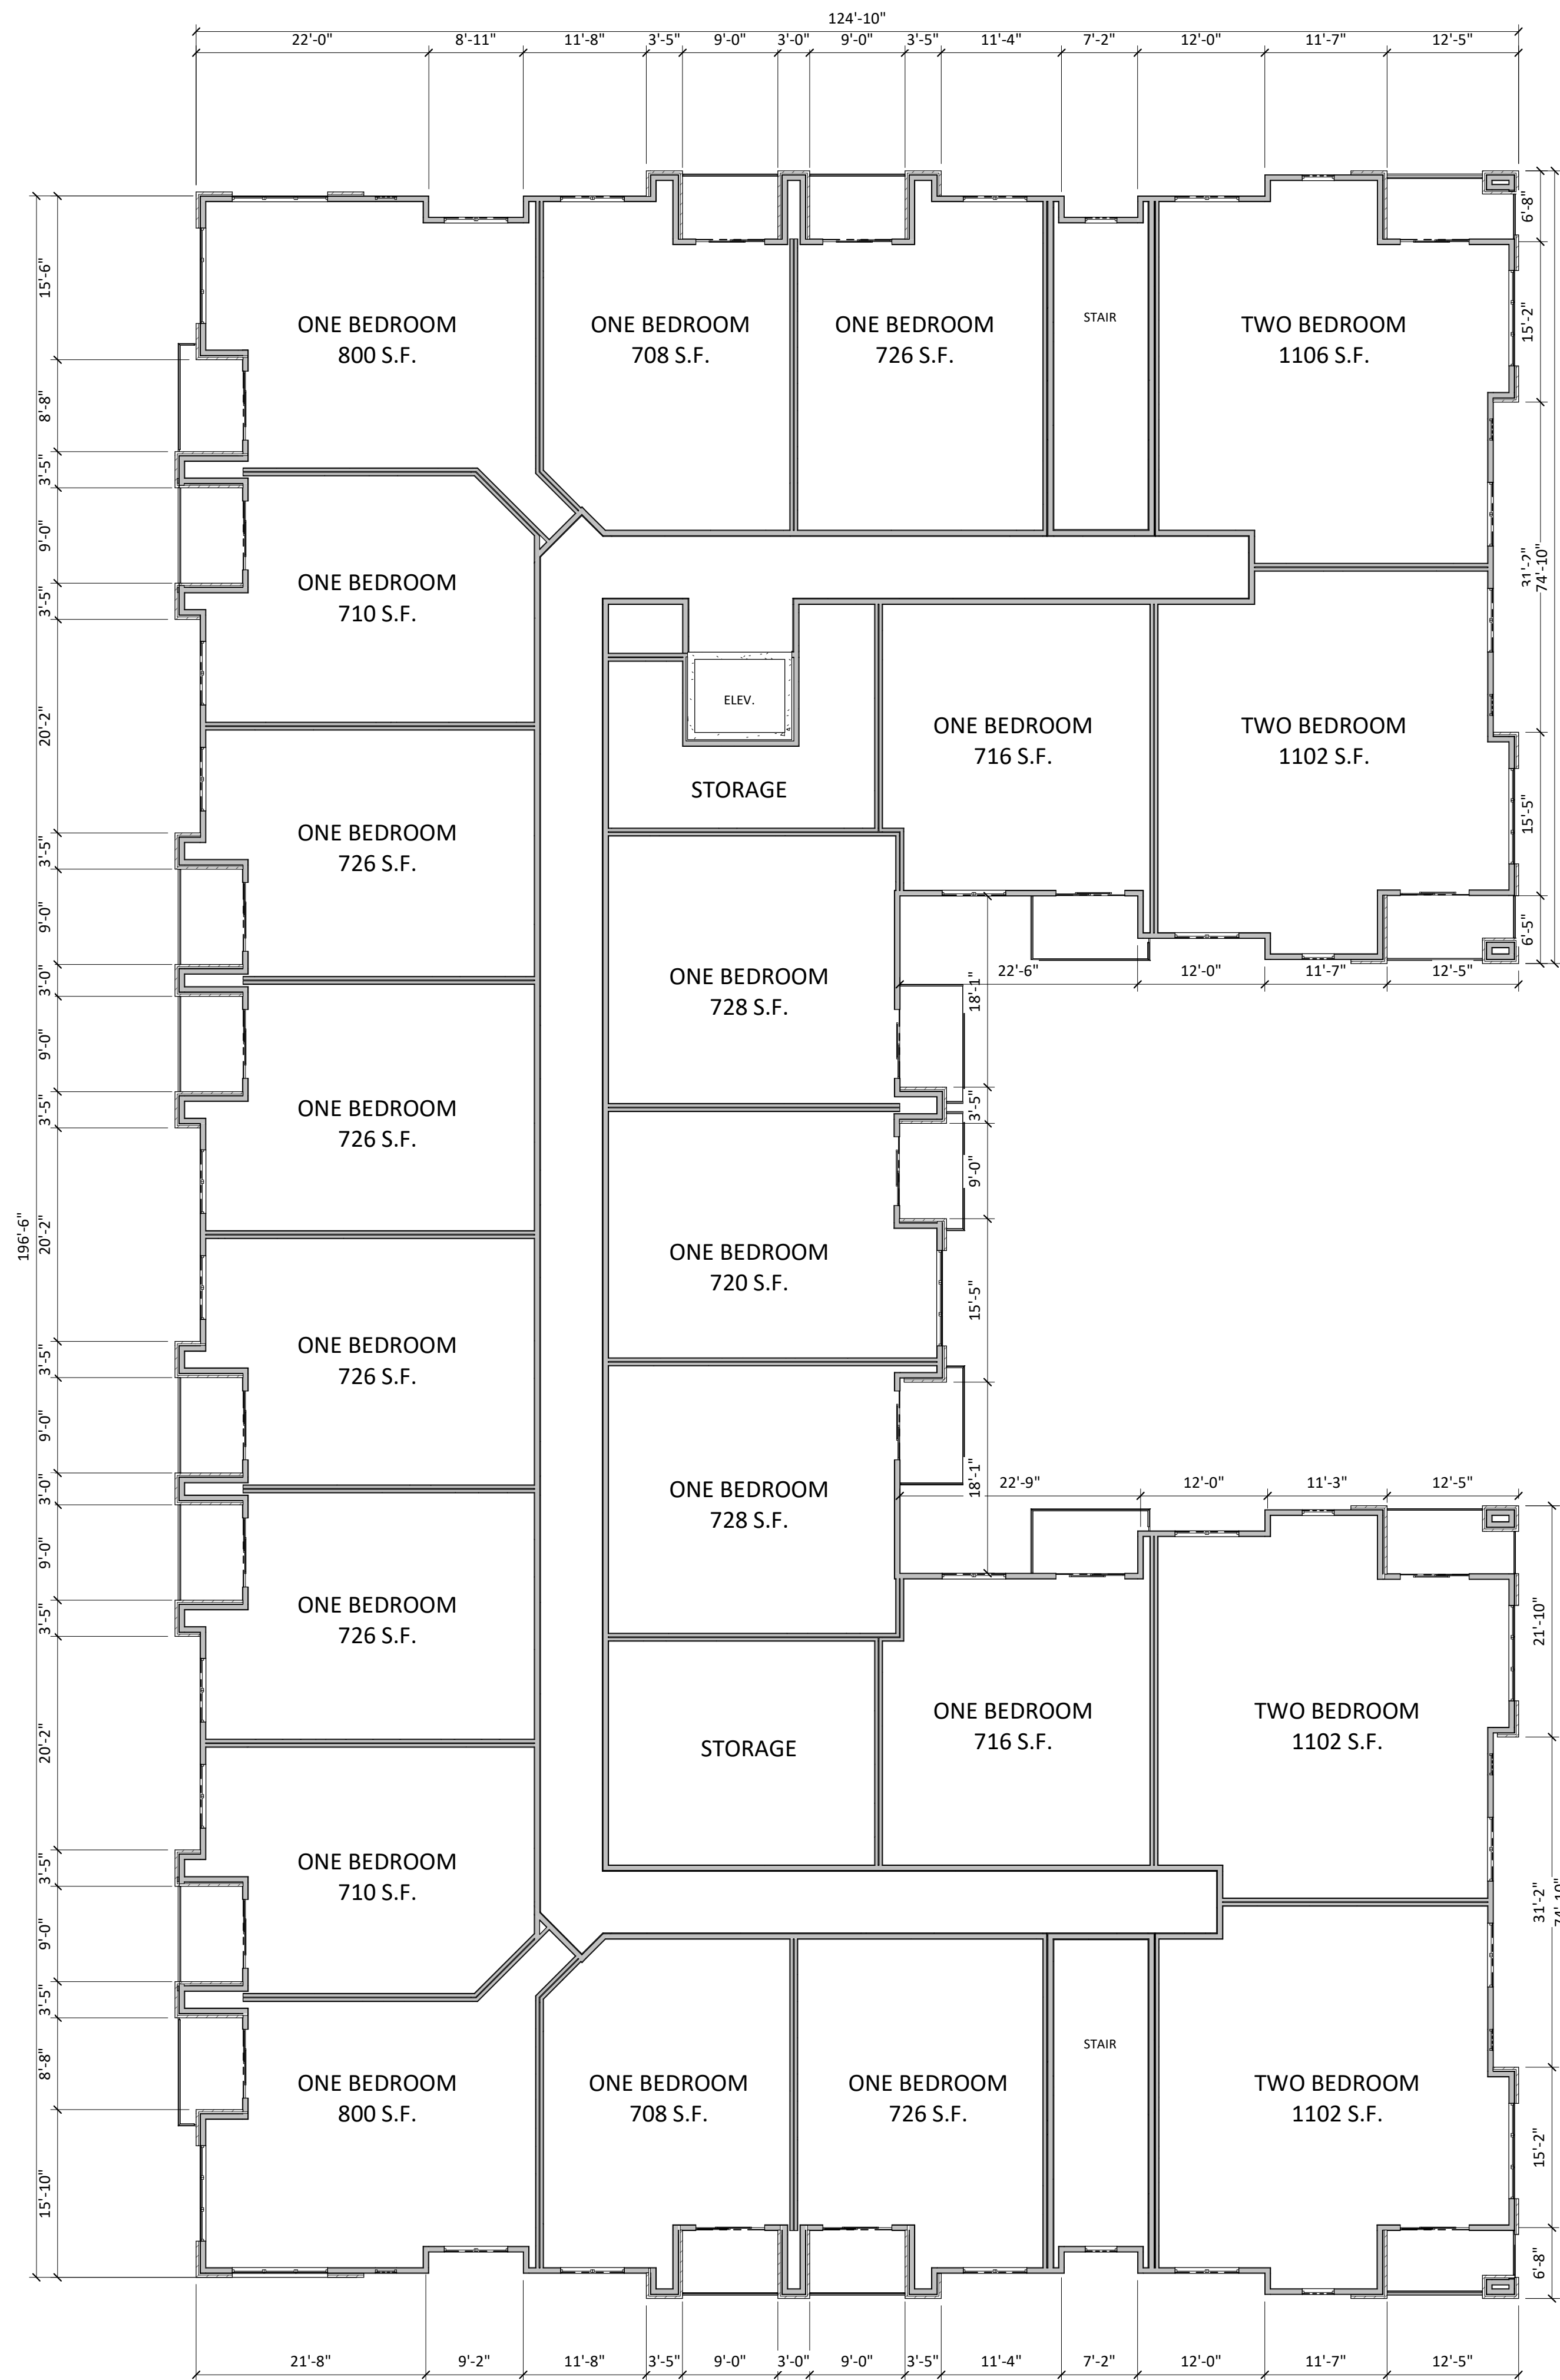 124'-10"
22'-0" 8'-11" 11'-8" 3'-5" 9'-0" 3'-0" 9'-0" 3'-5" 11'-4" 7'-2" 12'-0" 11'-7" 12'-5"
6'-8"
15'-6"
15'-2"
ONE BEDROOM
800 S.F.
ONE BEDROOM
708 S.F.
ONE BEDROOM
726 S.F.
STAIR
TWO BEDROOM
1106 S.F.
8'-8"
3'-5"
9'-0"
3'-5"
31'-2"
74'-10"
ONE BEDROOM
710 S.F.
ELEV.
STORAGE
ONE BEDROOM
716 S.F.
TWO BEDROOM
1102 S.F.
20'-2"
15'-5"
ONE BEDROOM
726 S.F.
3'-5"
9'-0"
6'-5"
3'-0"
ONE BEDROOM
728 S.F.
22'-6" 12'-0" 11'-7" 12'-5"
18'-1"
9'-0"
3'-5"
3'-5"
ONE BEDROOM
726 S.F.
9'-0"
196'-6"
20'-2"
ONE BEDROOM
720 S.F.
15'-5"
ONE BEDROOM
726 S.F.
3'-5"
9'-0"
3'-0"
ONE BEDROOM
728 S.F.
18'-1"
22'-9" 12'-0" 11'-3" 12'-5"
9'-0"
3'-5"
ONE BEDROOM
726 S.F.
21'-10"
20'-2"
STORAGE
ONE BEDROOM
716 S.F.
TWO BEDROOM
1102 S.F.
ONE BEDROOM
710 S.F.
3'-5"
9'-0"
3'-5"
31'-2"
74'-10"
8'-8"
STAIR
ONE BEDROOM
800 S.F.
ONE BEDROOM
708 S.F.
ONE BEDROOM
726 S.F.
TWO BEDROOM
1102 S.F.
15'-10"
15'-2"
6'-8"
21'-8" 9'-2" 11'-8" 3'-5" 9'-0" 3'-0" 9'-0" 3'-5" 11'-4" 7'-2" 12'-0" 11'-7" 12'-5"